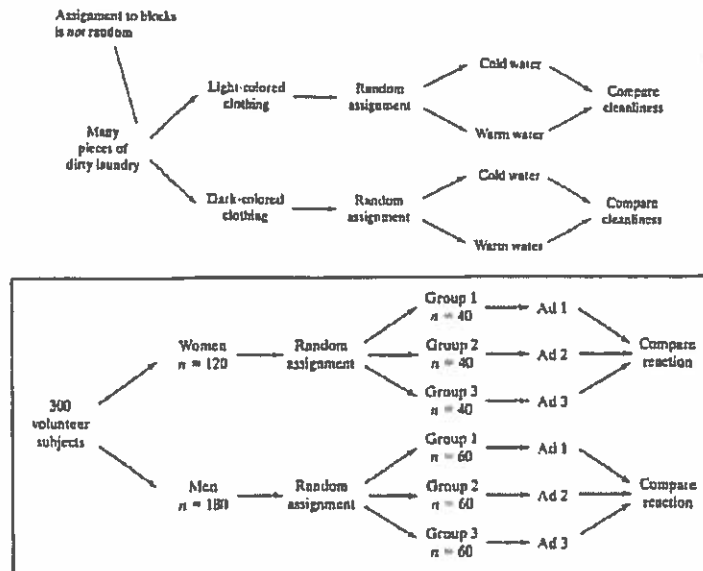 Assignment to blocks
is not random
Many
pieces of
dirty laundry
Light-colored
clothing
Random
assignment
Cold water
Warm water
Compare
cleanliness
Dark-colored
clothing
Random
assignment
Cold water
Warm water
Compare
cleanliness
300
volunteer
subjects
Women
n = 120
Random
assignment
Group 1
n = 40
Ad 1
Group 2
n = 40
Ad 2
Group 3
n = 40
Ad 3
Compare
reaction
Men
n = 180
Random
assignment
Group 1
n = 60
Ad 1
Group 2
n = 60
Ad 2
Group 3
n = 60
Ad 3
Compare
reaction